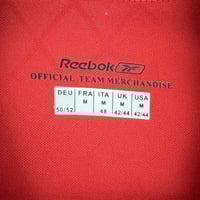 Reebok
OFFICIAL TEAM MERCHANDISE
DEU FRA ITA UK USA
M M M M
50/52 48 42/44 42/44